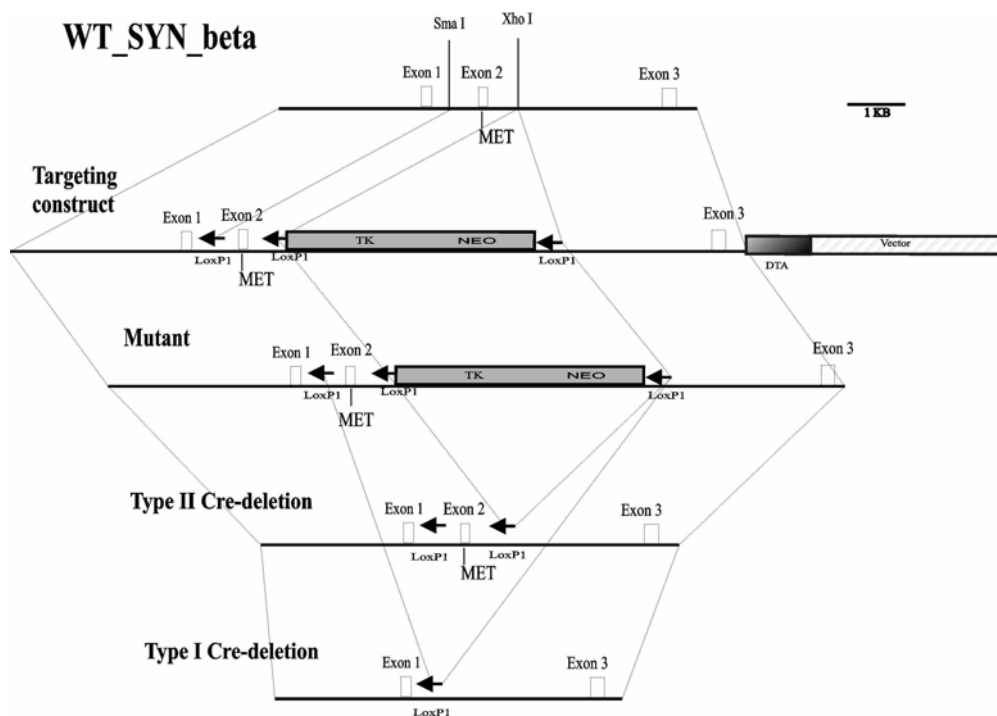 WT_SYN_beta
Sma I
Xho I
Exon 1
Exon 2
Exon 3
1 KB
MET
Targeting
construct
Exon 1
Exon 2
Exon 3
TK
NEO
Vector
LoxP1
LoxP1
LoxP1
DTA
MET
Mutant
Exon 1
Exon 2
Exon 3
TK
NEO
LoxP1
LoxP1
LoxP1
MET
Type II Cre-deletion
Exon 1
Exon 2
Exon 3
LoxP1
LoxP1
MET
Type I Cre-deletion
Exon 1
Exon 3
LoxP1